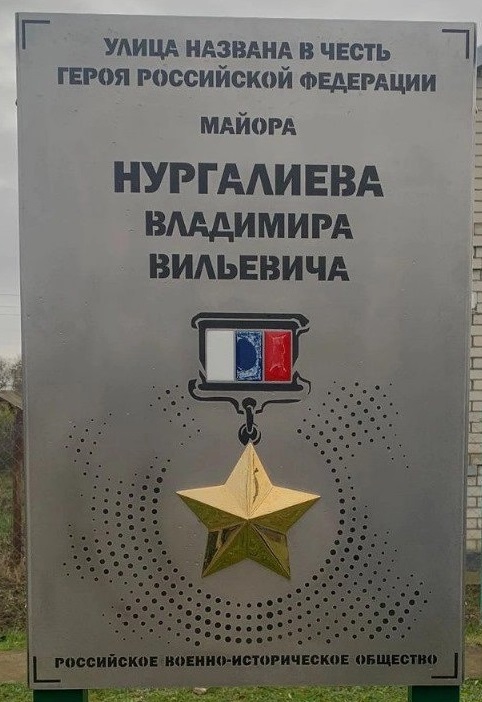 УЛИЦА НАЗВАНА В ЧЕСТЬ
ГЕРОЯ РОССИЙСКОЙ ФЕДЕРАЦИИ
МАЙОРА
НУРГАЛИЕВА
ВЛАДИМИРА
ВИЛЬЕВИЧА
РОССИЙСКОЕ ВОЕННО-ИСТОРИЧЕСКОЕ ОБЩЕСТВО